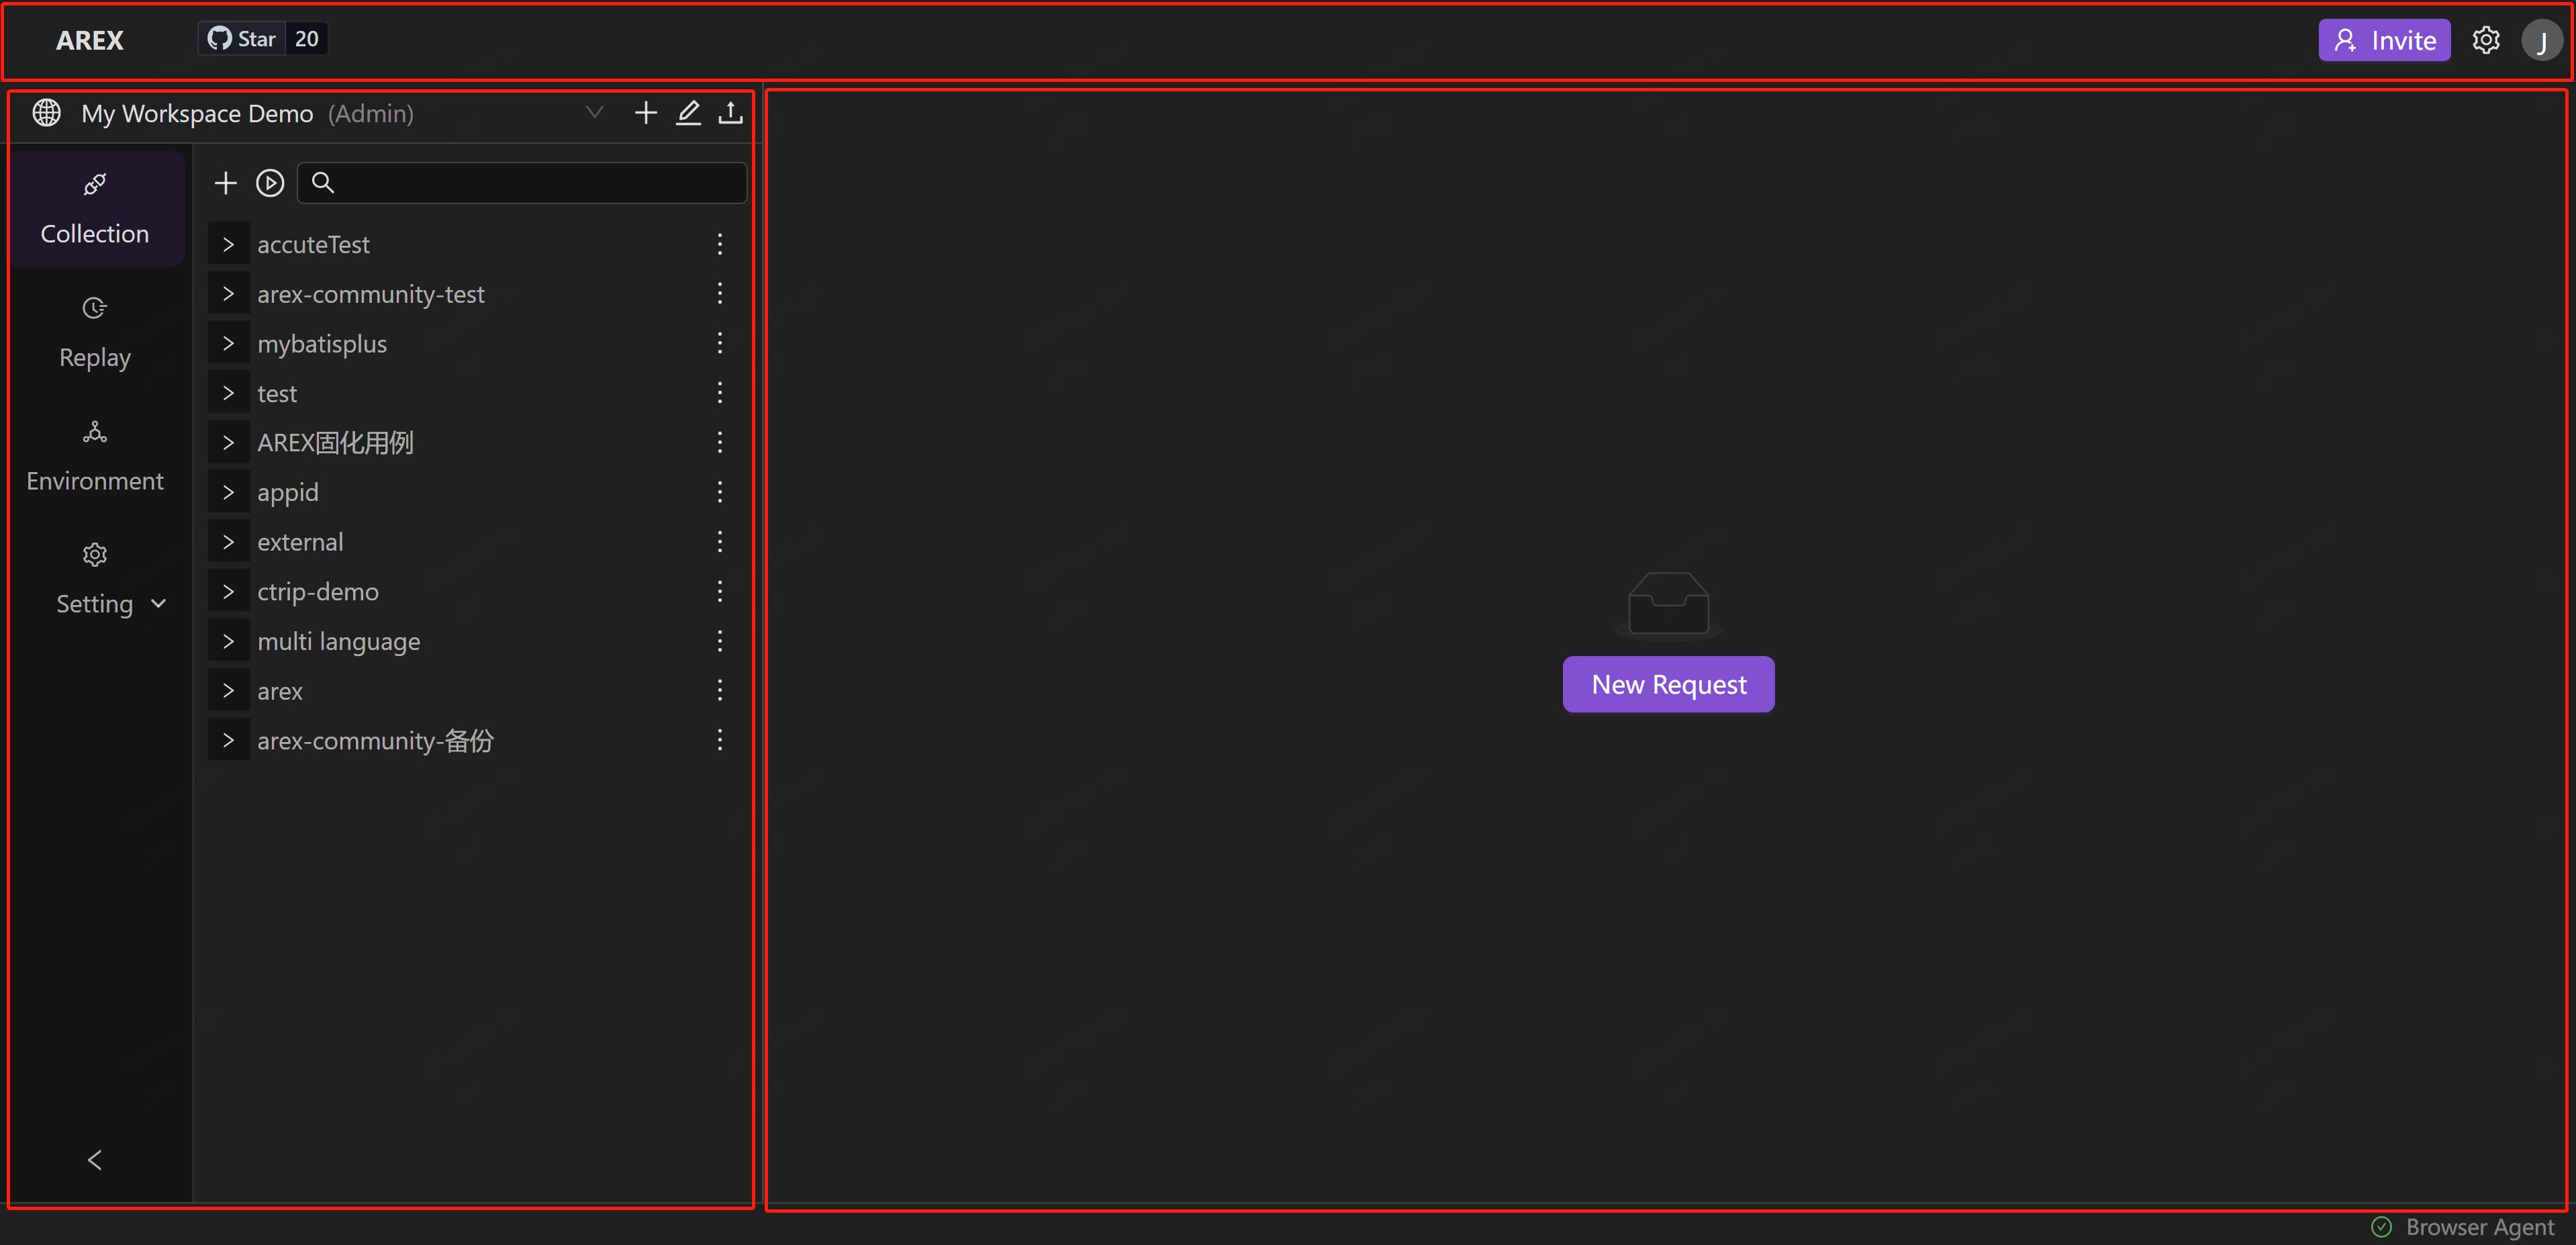 AREX
Star 20
Invite
J
My Workspace Demo (Admin)
Collection
Replay
Environment
Setting
accuteTest
arex-community-test
mybatisplus
test
AREX固化用例
appid
external
ctrip-demo
multi language
arex
arex-community-备份
New Request
Browser Agent